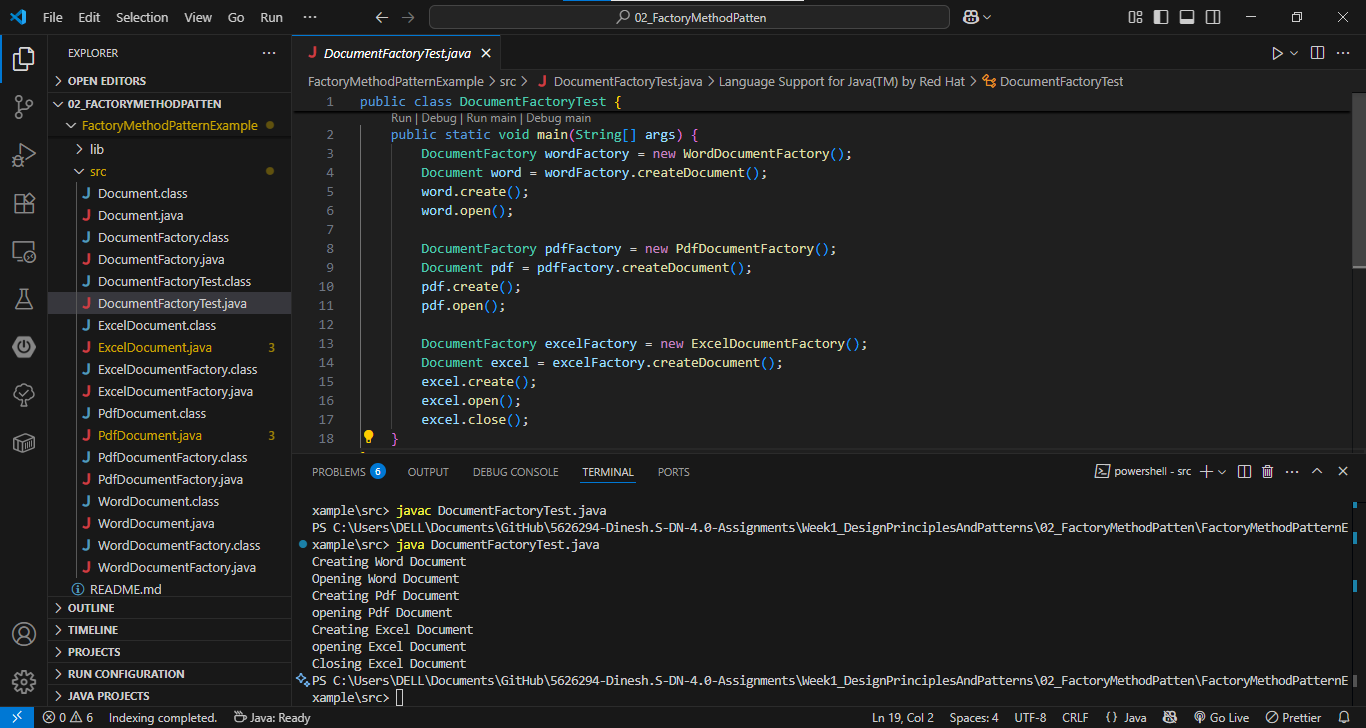 File Edit Selection View Go Run ··· 02_FactoryMethodPatten
EXPLORER ···
OPEN EDITORS
02_FACTORYMETHODPATTEN
FactoryMethodPatternExample
lib
src
J Document.class
J Document.java
J DocumentFactory.class
J DocumentFactory.java
J DocumentFactoryTest.class
J DocumentFactoryTest.java
J ExcelDocument.class
J ExcelDocument.java 3
J ExcelDocumentFactory.class
J ExcelDocumentFactory.java
J PdfDocument.class
J PdfDocument.java 3
J PdfDocumentFactory.class
J PdfDocumentFactory.java
J WordDocument.class
J WordDocument.java
J WordDocumentFactory.class
J WordDocumentFactory.java
README.md
OUTLINE
TIMELINE
PROJECTS
RUN CONFIGURATION
JAVA PROJECTS
J DocumentFactoryTest.java
FactoryMethodPatternExample > src > J DocumentFactoryTest.java > Language Support for Java(TM) by Red Hat > DocumentFactoryTest
1 public class DocumentFactoryTest {
Run | Debug | Run main | Debug main
2 public static void main(String[] args) {
3 DocumentFactory wordFactory = new WordDocumentFactory();
4 Document word = wordFactory.createDocument();
5 word.create();
6 word.open();
7
8 DocumentFactory pdfFactory = new PdfDocumentFactory();
9 Document pdf = pdfFactory.createDocument();
10 pdf.create();
11 pdf.open();
12
13 DocumentFactory excelFactory = new ExcelDocumentFactory();
14 Document excel = excelFactory.createDocument();
15 excel.create();
16 excel.open();
17 excel.close();
18 }
PROBLEMS 6 OUTPUT DEBUG CONSOLE TERMINAL PORTS powershell - src
xample\src> javac DocumentFactoryTest.java
PS C:\Users\DELL\Documents\GitHub\5626294-Dinesh.S-DN-4.0-Assignments\Week1_DesignPrinciplesAndPatterns\02_FactoryMethodPatten\FactoryMethodPatternE
xample\src> java DocumentFactoryTest.java
Creating Word Document
Opening Word Document
Creating Pdf Document
opening Pdf Document
Creating Excel Document
opening Excel Document
Closing Excel Document
PS C:\Users\DELL\Documents\GitHub\5626294-Dinesh.S-DN-4.0-Assignments\Week1_DesignPrinciplesAndPatterns\02_FactoryMethodPatten\FactoryMethodPatternE
xample\src>
0 6 Indexing completed. Java: Ready Ln 19, Col 2 Spaces: 4 UTF-8 CRLF {} Java Go Live Prettier